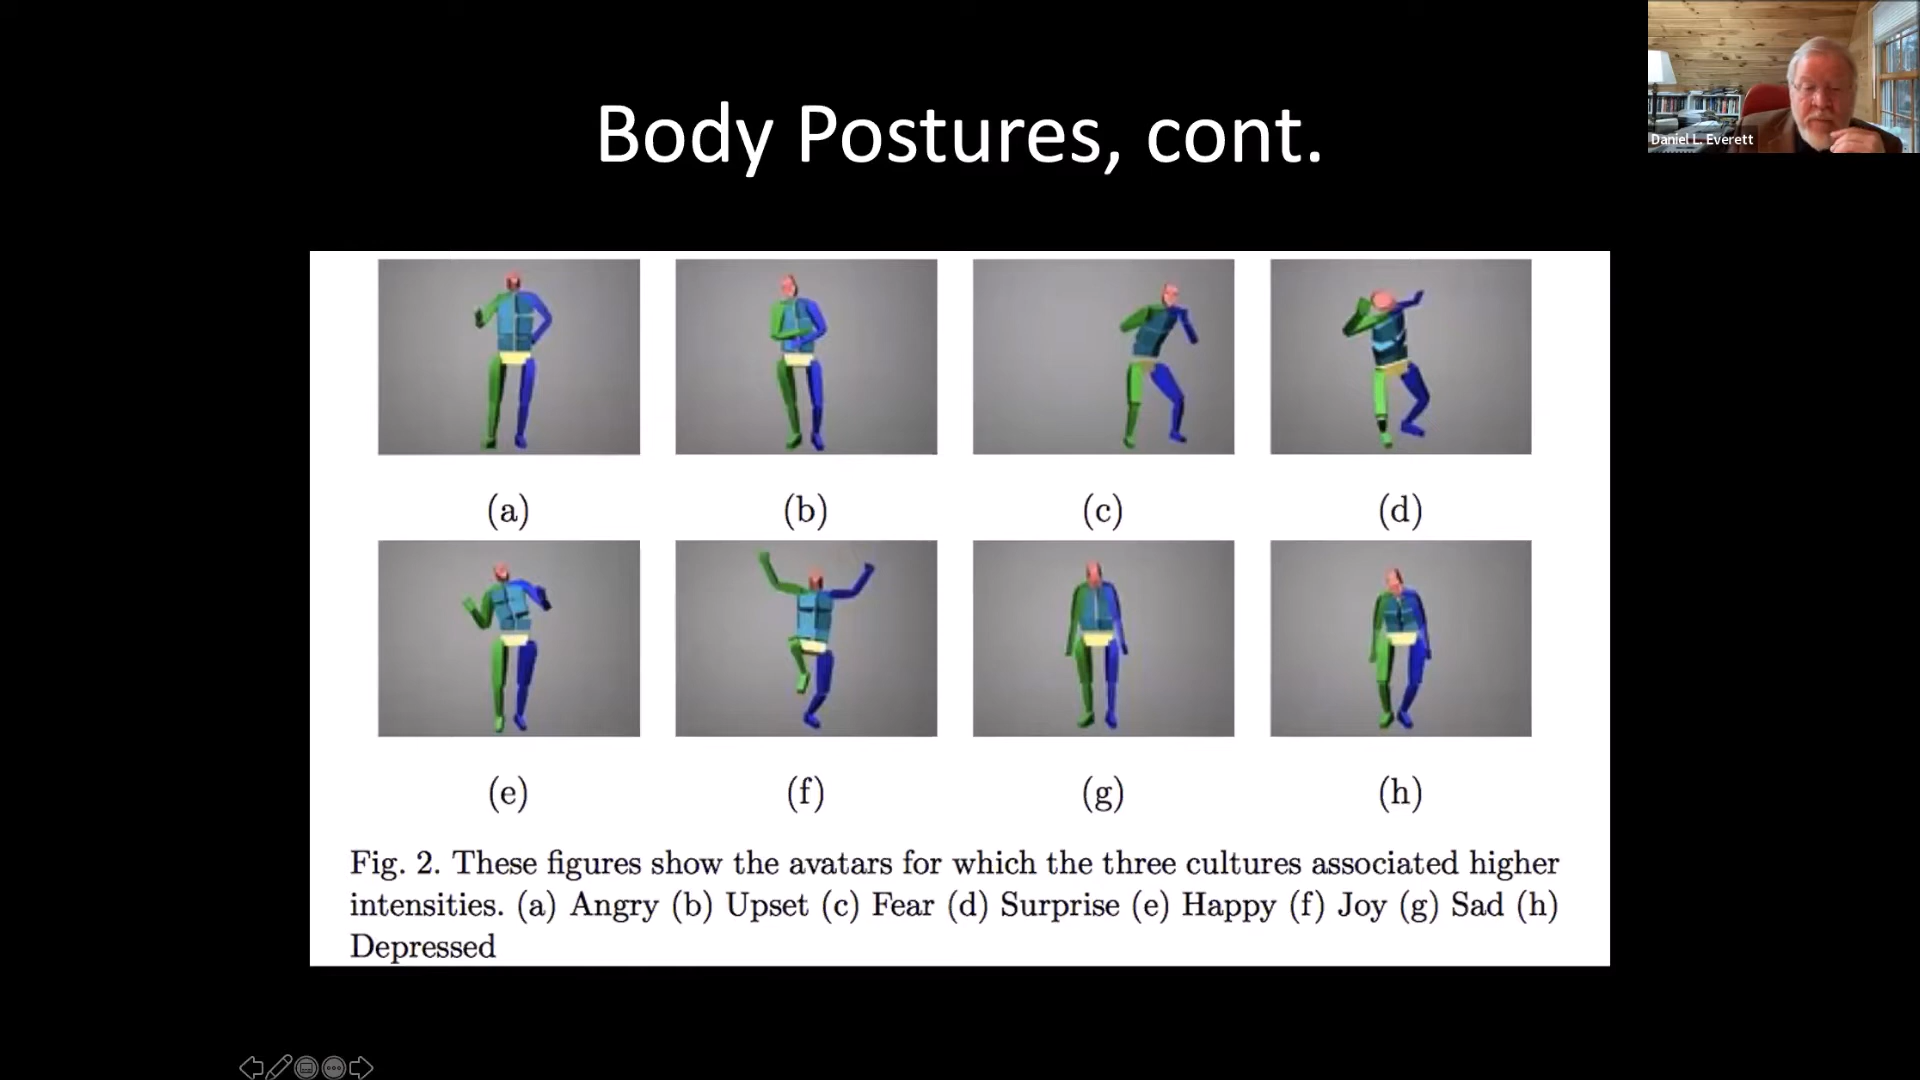 Body Postures, cont.
Daniel L. Everett
(a) (b) (c) (d)
(e) (f) (g) (h)
Fig. 2. These figures show the avatars for which the three cultures associated higher
intensities. (a) Angry (b) Upset (c) Fear (d) Surprise (e) Happy (f) Joy (g) Sad (h)
Depressed